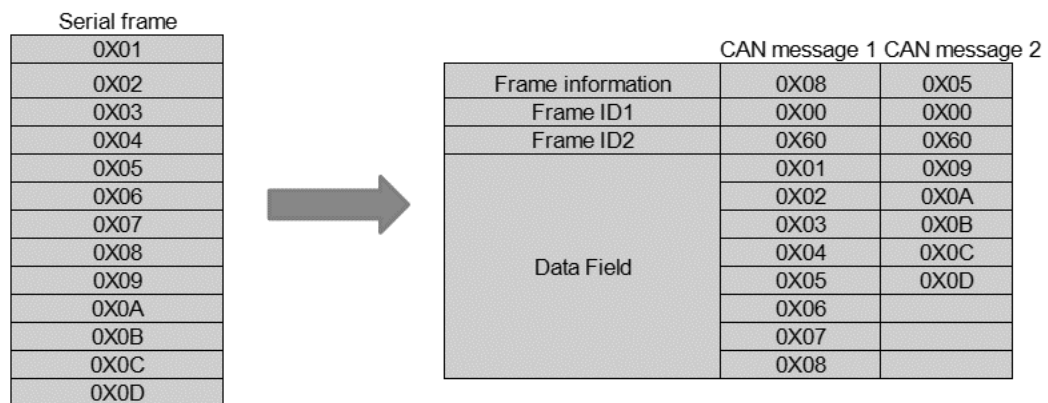 Serial frame
0X01
0X02
0X03
0X04
0X05
0X06
0X07
0X08
0X09
0X0A
0X0B
0X0C
0X0D
CAN message 1 CAN message 2
Frame information 0X08 0X05
Frame ID1 0X00 0X00
Frame ID2 0X60 0X60
Data Field
0X01 0X09
0X02 0X0A
0X03 0X0B
0X04 0X0C
0X05 0X0D
0X06
0X07
0X08